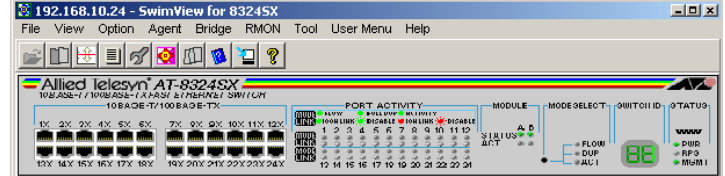 192.168.10.24 - SwimView for 8324SX
File View Option Agent Bridge RMON Tool User Menu Help
Allied Telesyn AT-8324SX
10BASE-T/100BASE-TX FAST ETHERNET SWITCH
10BASE-T/100BASE-TX
PORT ACTIVITY
MODULE
MODE SELECT
SWITCH ID
STATUS
MODE FLOW FULL DUP ACTIVITY
LINK 100M LINK DISABLE 10M LINK DISABLE
1X 2X 3X 4X 5X 6X 7X 8X 9X 10X 11X 12X
1 2 3 4 5 6 7 8 9 10 11 12
A B
MODE
LINK
STATUS
ACT
MODE
LINK
FLOW
DUP
ACT
PWR
RPS
MGMT
13X 14X 15X 16X 17X 18X 19X 20X 21X 22X 23X 24X
13 14 15 16 17 18 19 20 21 22 23 24